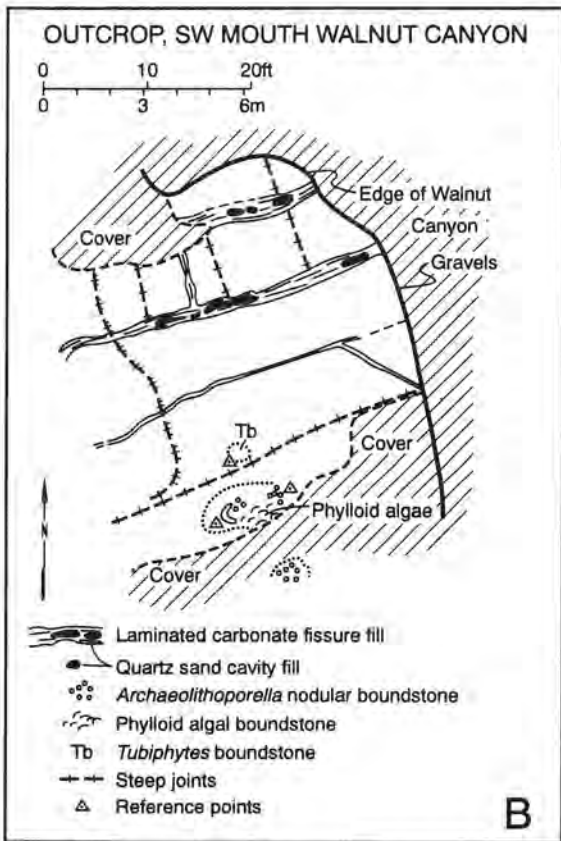 OUTCROP, SW MOUTH WALNUT CANYON
0 10 20ft
0 3 6m
Edge of Walnut
Canyon
Gravels
Cover
Tb
Cover
Phylloid algae
N
Cover
Laminated carbonate fissure fill
Quartz sand cavity fill
Archaeolithoporella nodular boundstone
Phylloid algal boundstone
Tb Tubiphytes boundstone
Steep joints
Reference points
B